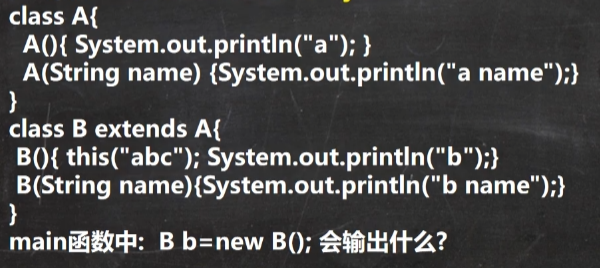 class A{
A(){ System.out.println("a"); }
A(String name) {System.out.println("a name");}
}
class B extends A{
B(){ this("abc"); System.out.println("b");}
B(String name){System.out.println("b name");}
}
main函数中: B b=new B(); 会输出什么?